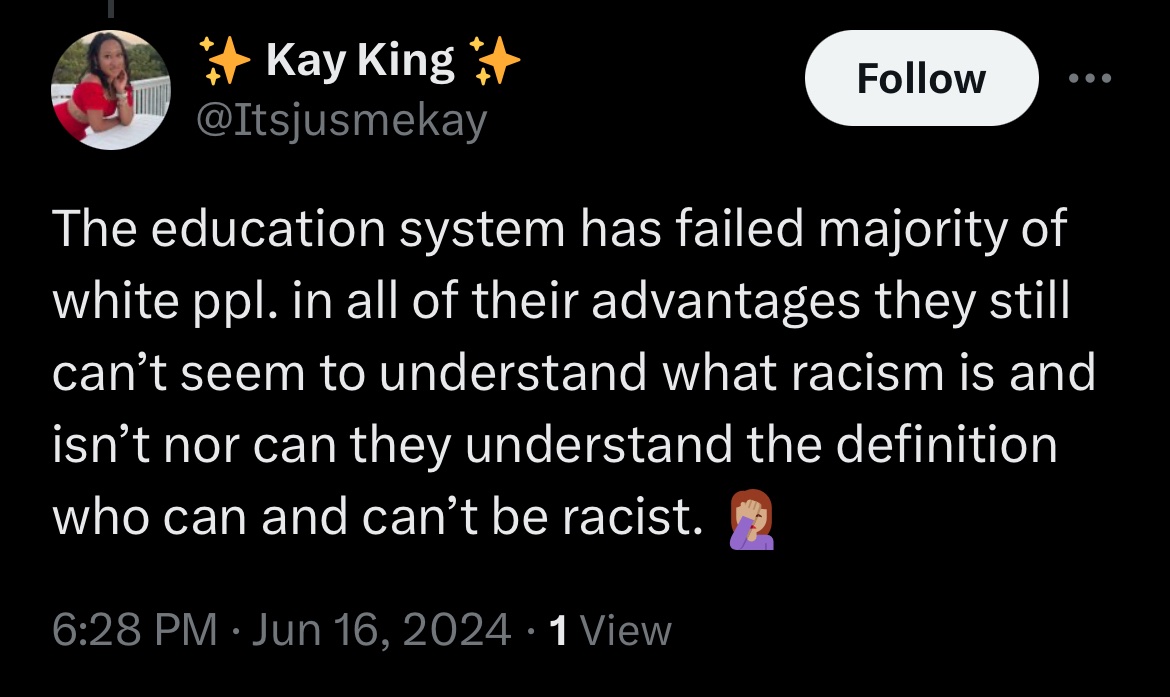 ✨ Kay King ✨
Follow
@Itsjusmekay
The education system has failed majority of
white ppl. in all of their advantages they still
can’t seem to understand what racism is and
isn’t nor can they understand the definition
who can and can’t be racist. 🤦🏽‍♀️
6:28 PM · Jun 16, 2024 · 1 View